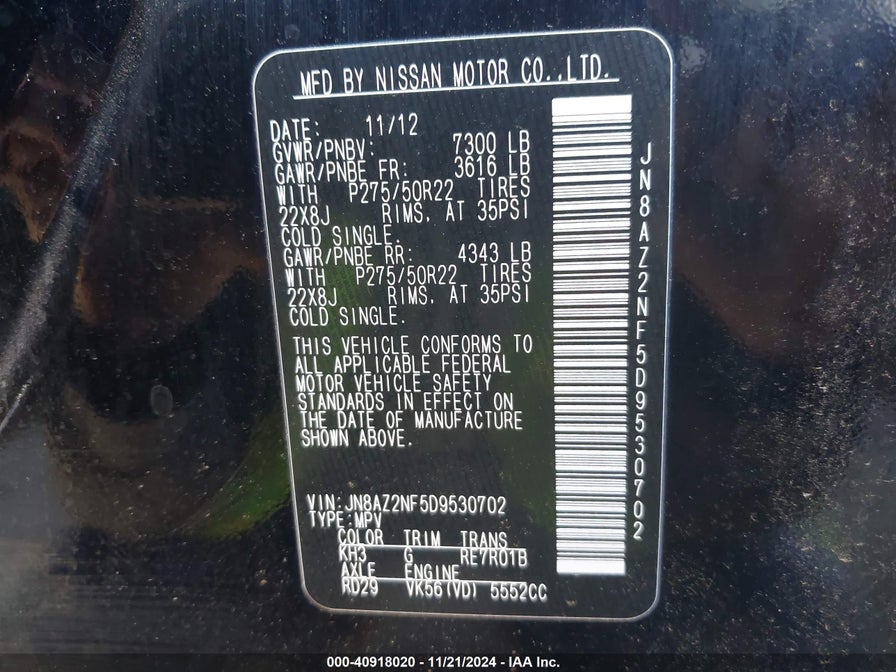 MFD BY NISSAN MOTOR CO.,LTD.
DATE: 11/12
GVWR/PNBV: 7300 LB
GAWR/PNBE FR: 3616 LB
WITH P275/50R22 TIRES
22X8J RIMS. AT 35PSI
COLD SINGLE.
GAWR/PNBE RR: 4343 LB
WITH P275/50R22 TIRES
22X8J RIMS. AT 35PSI
COLD SINGLE.
THIS VEHICLE CONFORMS TO
ALL APPLICABLE FEDERAL
MOTOR VEHICLE SAFETY
STANDARDS IN EFFECT ON
THE DATE OF MANUFACTURE
SHOWN ABOVE.
VIN:JN8AZ2NF5D9530702
TYPE:MPV
COLOR TRIM TRANS
KH3 G RE7R01B
AXLE ENGINE
RD29 VK56(VD) 5552CC
JN8AZ2NF5D9530702
000-40918020 - 11/21/2024 - IAA Inc.